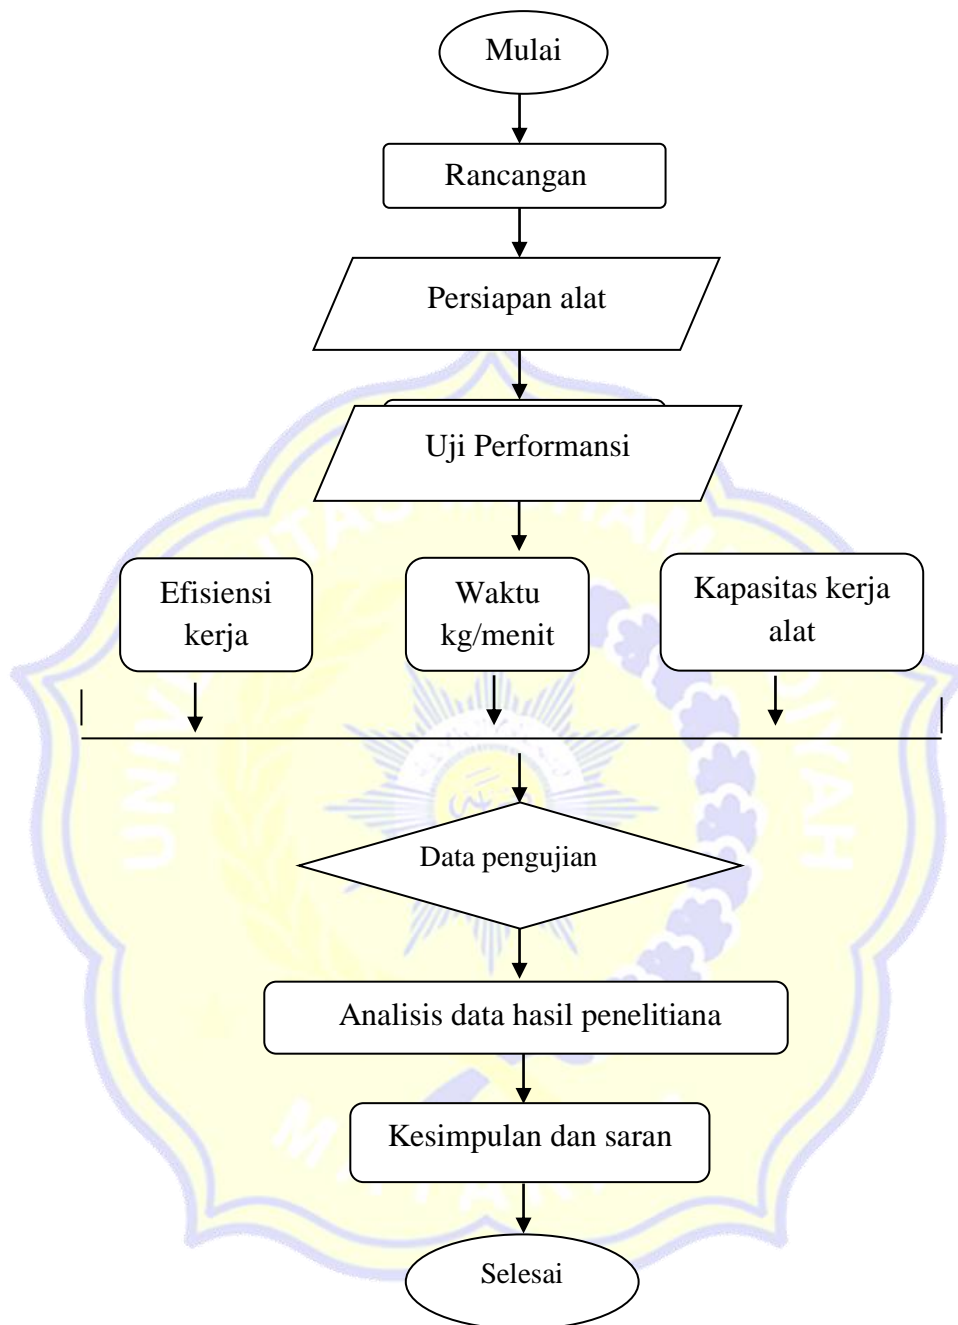 Mulai
Rancangan
Persiapan alat
Uji Performansi
Efisiensi
kerja
Waktu
kg/menit
Kapasitas kerja
alat
Data pengujian
Analisis data hasil penelitiana
Kesimpulan dan saran
Selesai